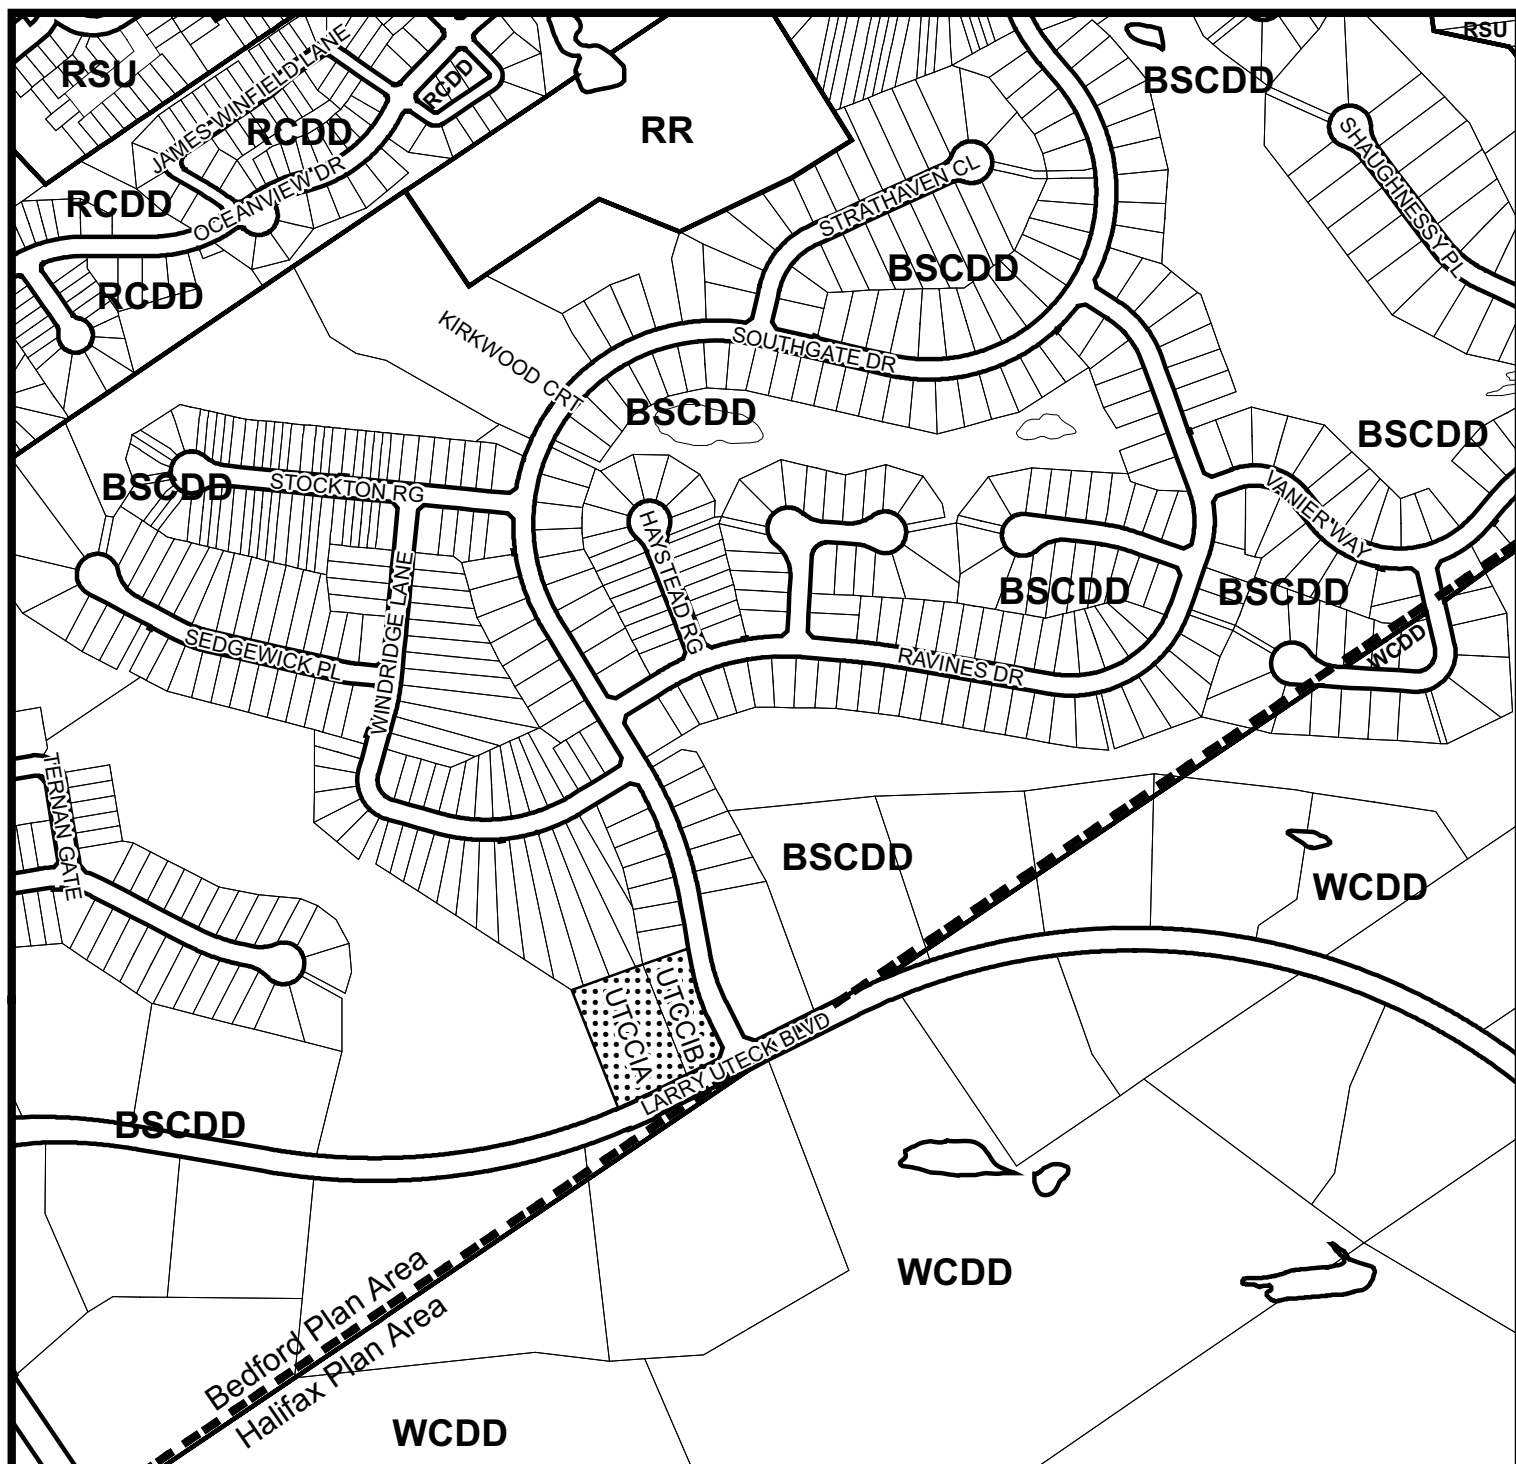 RSU
BSCDD
RSU
JAMES WINFIELD LANE
RCDD
RCDD
RR
SHAUGHNESSY PL
RCDD
OCEANVIEW DR
STRATHAVEN CL
BSCDD
RCDD
KIRKWOOD CRT
SOUTHGATE DR
BSCDD
BSCDD
BSCDD
STOCKTON RG
VANIER WAY
HAYSTEAD RG
WINDRIDGE LANE
BSCDD
BSCDD
SEDGEWICK PL
RAVINES DR
WCDD
TERNAN GATE
BSCDD
WCDD
UTCCIA
UTCCIB
LARRY UTECK BLVD
BSCDD
WCDD
Bedford Plan Area
Halifax Plan Area
WCDD